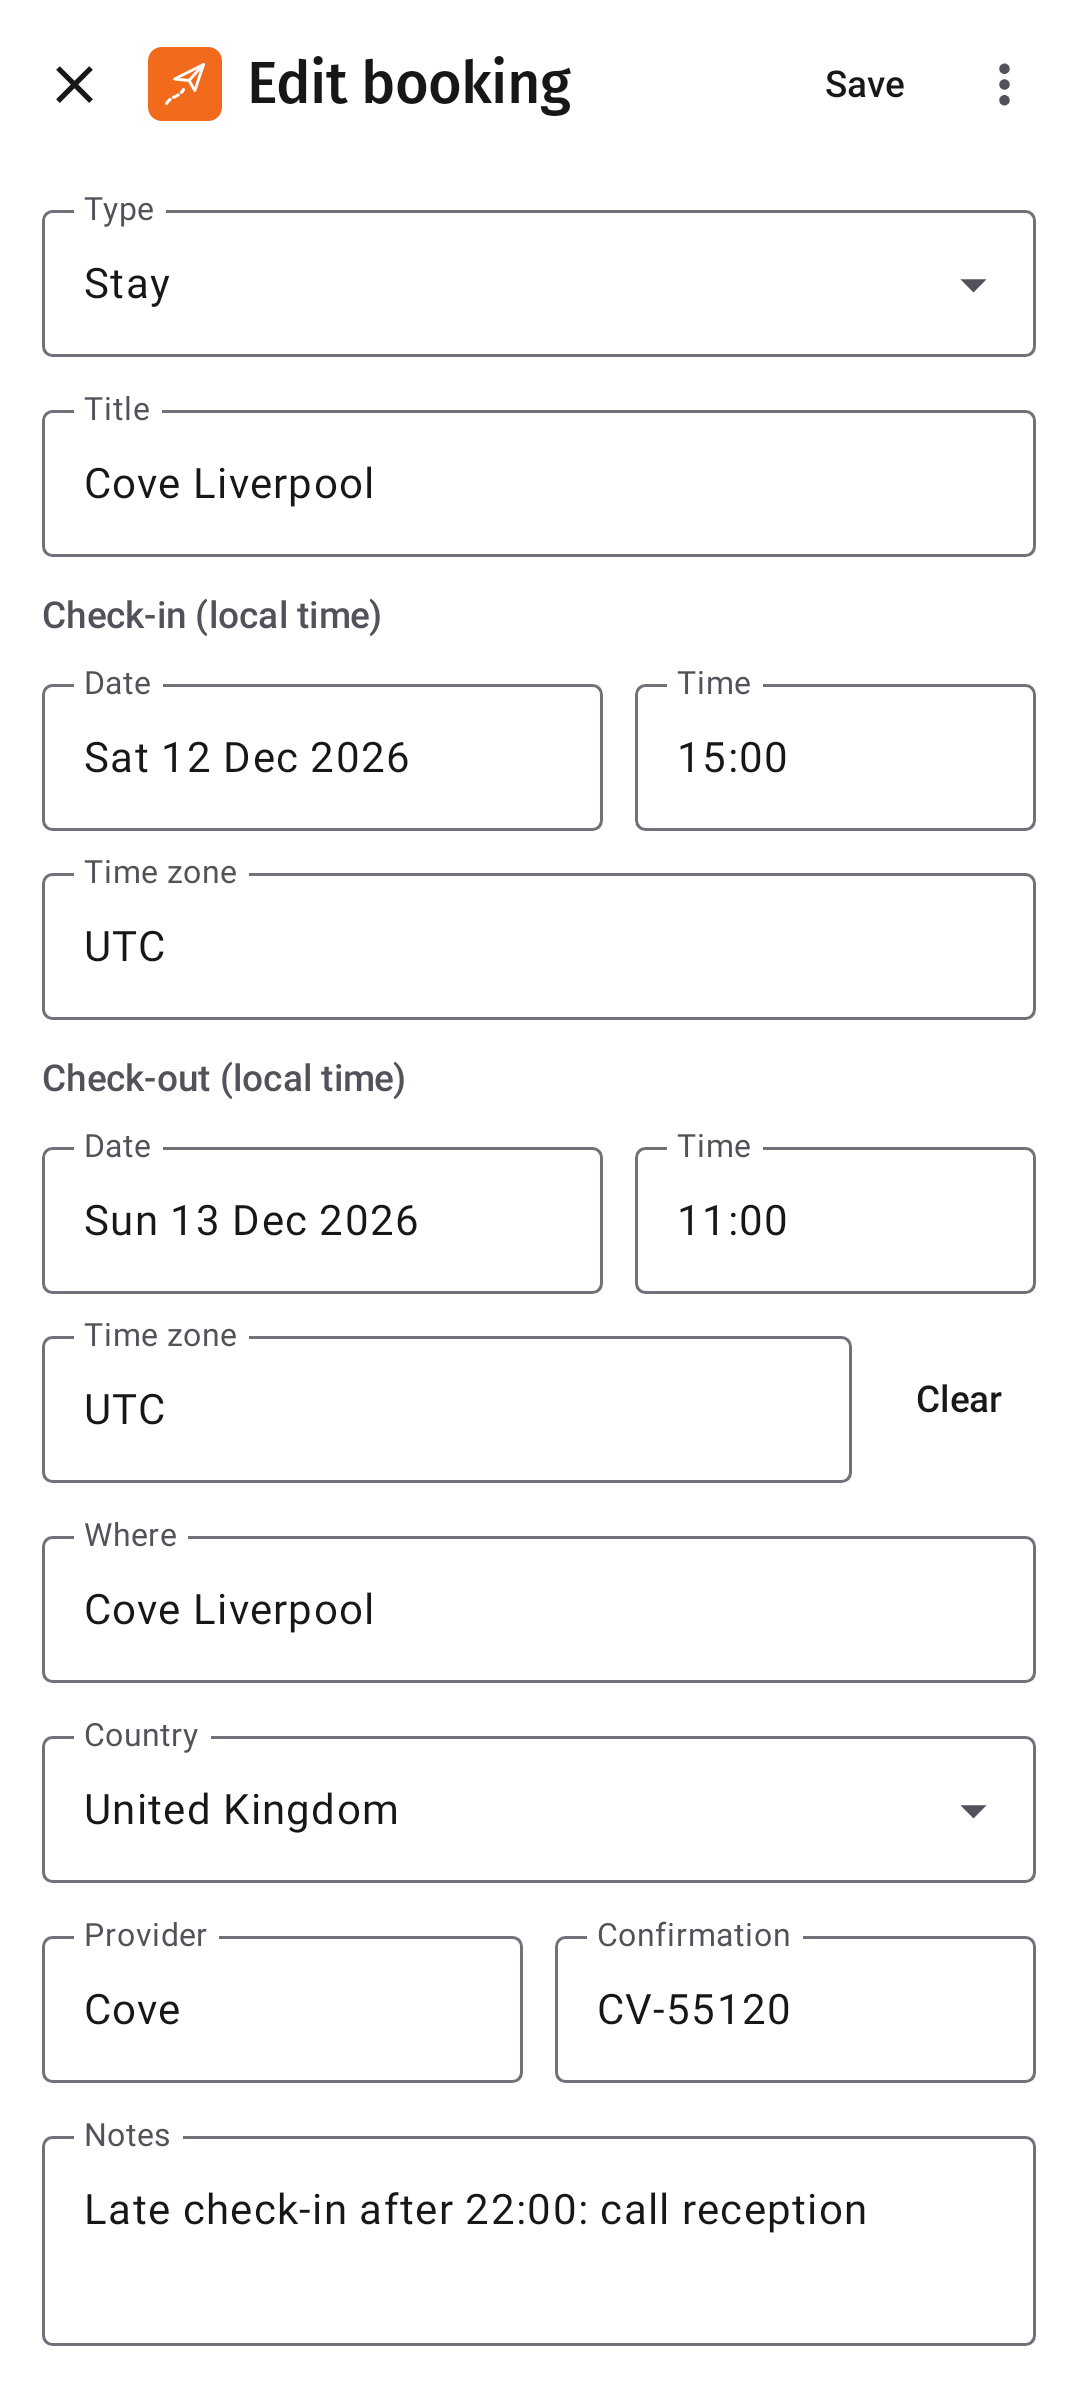 Edit booking
Save
Type
Stay
Title
Cove Liverpool
Check-in (local time)
Date
Sat 12 Dec 2026
Time
15:00
Time zone
UTC
Check-out (local time)
Date
Sun 13 Dec 2026
Time
11:00
Time zone
UTC
Clear
Where
Cove Liverpool
Country
United Kingdom
Provider
Cove
Confirmation
CV-55120
Notes
Late check-in after 22:00: call reception